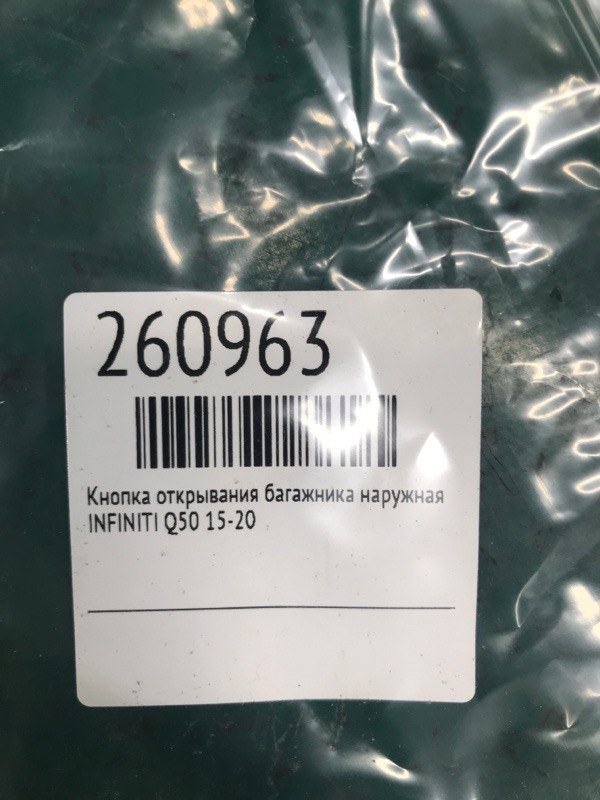 260963
Кнопка открывания багажника наружная
INFINITI Q50 15-20